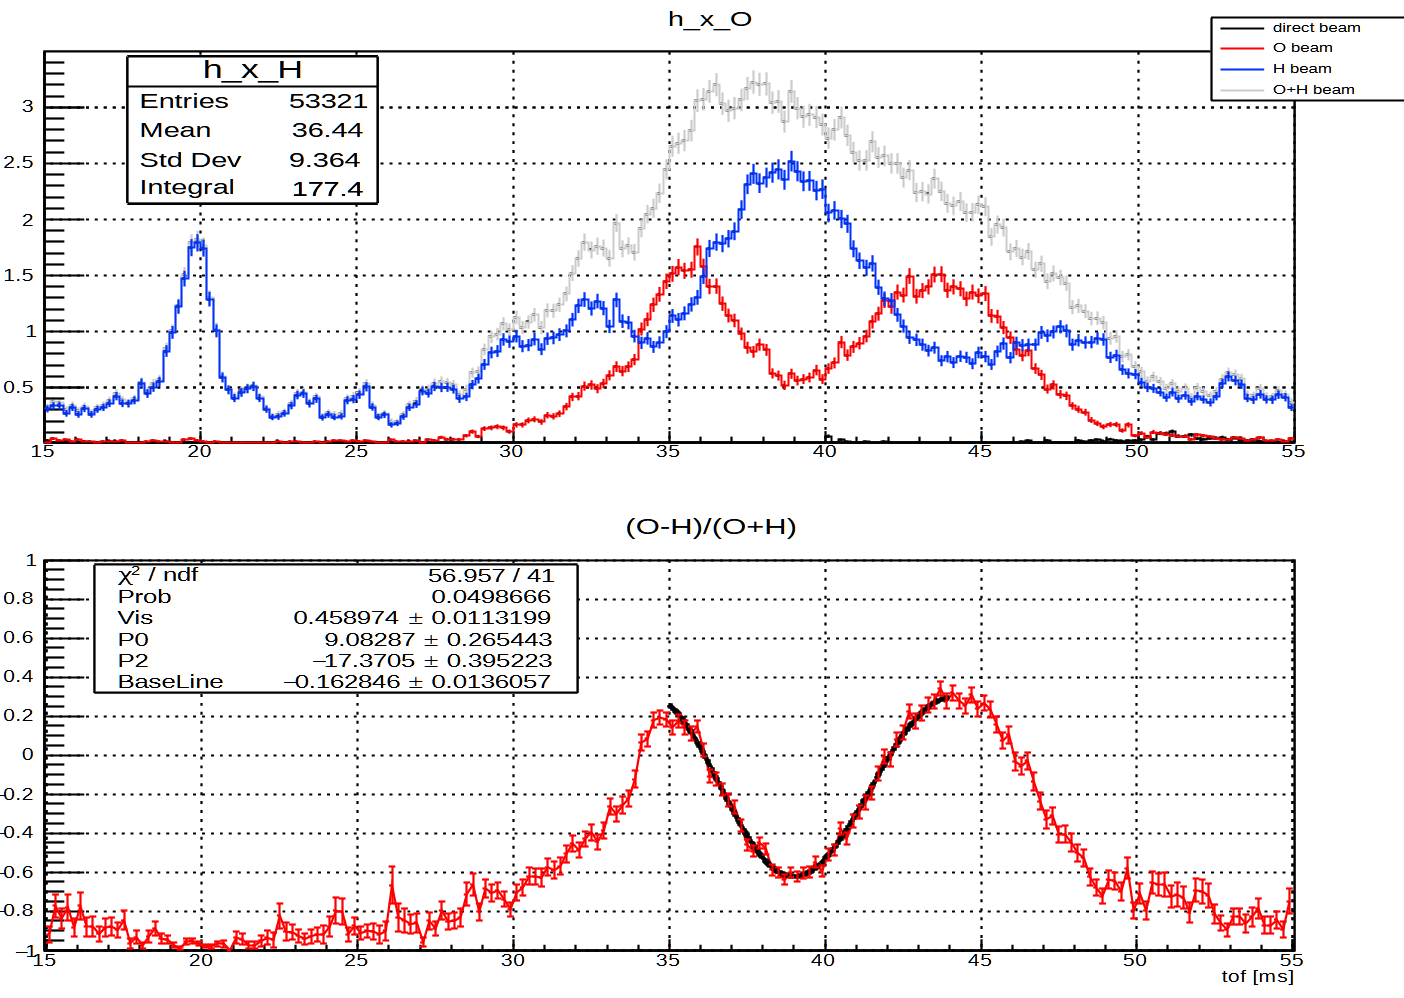 h_x_O
direct beam
O beam
H beam
O+H beam
h_x_H
Entries 53321
Mean 36.44
Std Dev 9.364
Integral 177.4
3
2.5
2
1.5
1
0.5
15 20 25 30 35 40 45 50 55
(O-H)/(O+H)
χ² / ndf 56.957 / 41
Prob 0.0498666
Vis 0.458974 ± 0.0113199
P0 9.08287 ± 0.265443
P2 −17.3705 ± 0.395223
BaseLine −0.162846 ± 0.0136057
1
0.8
0.6
0.4
0.2
0
-0.2
-0.4
-0.6
-0.8
−1
15 20 25 30 35 40 45 50 55
tof [ms]